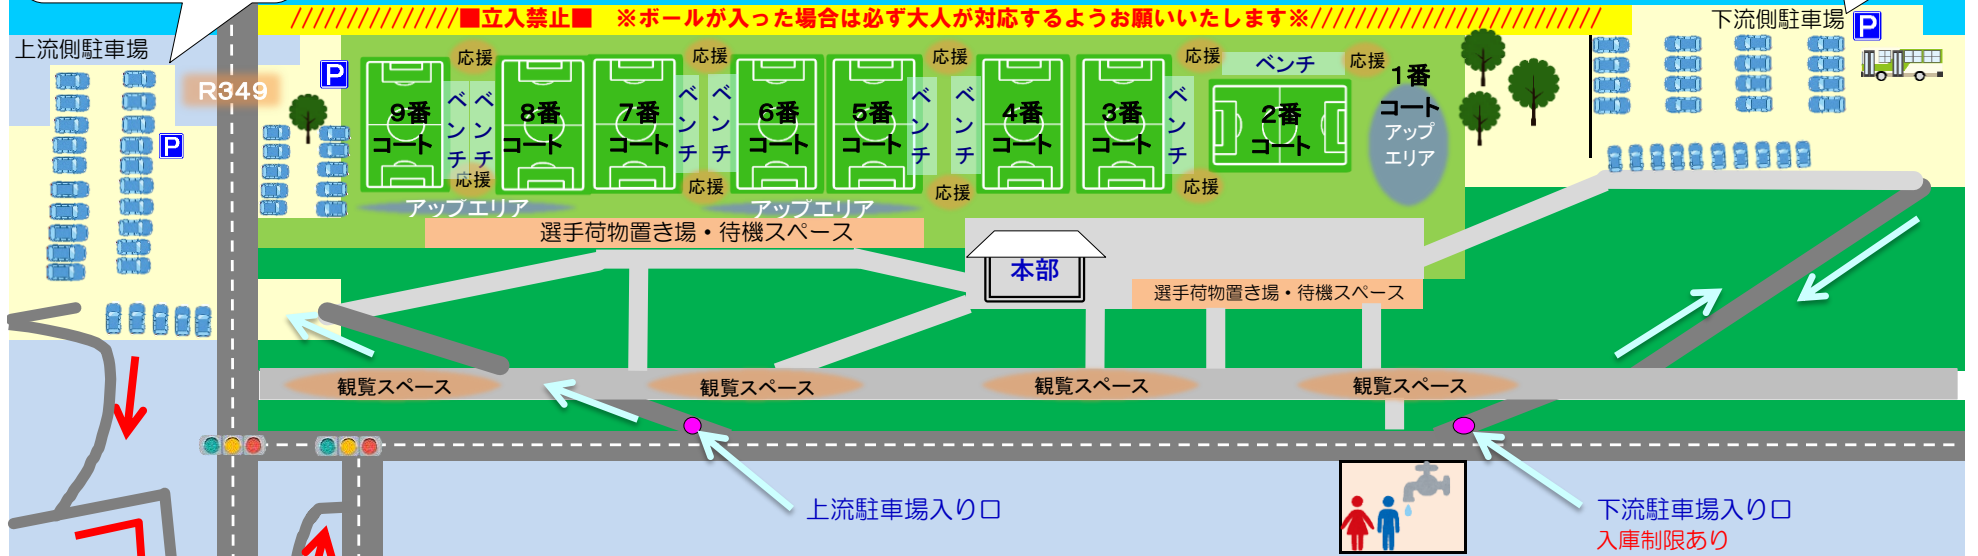 ///////////////■立入禁止■ ※ボールが入った場合は必ず大人が対応するようお願いいたします※//////////////////////////
下流側駐車場
P
上流側駐車場
P
R349
P
応援
応援
応援
応援
ベンチ
応援
1番
コート
アップ
エリア
9番
コート
ベンチ
ベンチ
8番
コート
7番
コート
ベンチ
ベンチ
6番
コート
5番
コート
ベンチ
ベンチ
4番
コート
3番
コート
ベンチ
2番
コート
応援
応援
応援
応援
アップエリア
アップエリア
選手荷物置き場・待機スペース
本部
選手荷物置き場・待機スペース
観覧スペース
観覧スペース
観覧スペース
観覧スペース
上流駐車場入り口
下流駐車場入り口
入庫制限あり